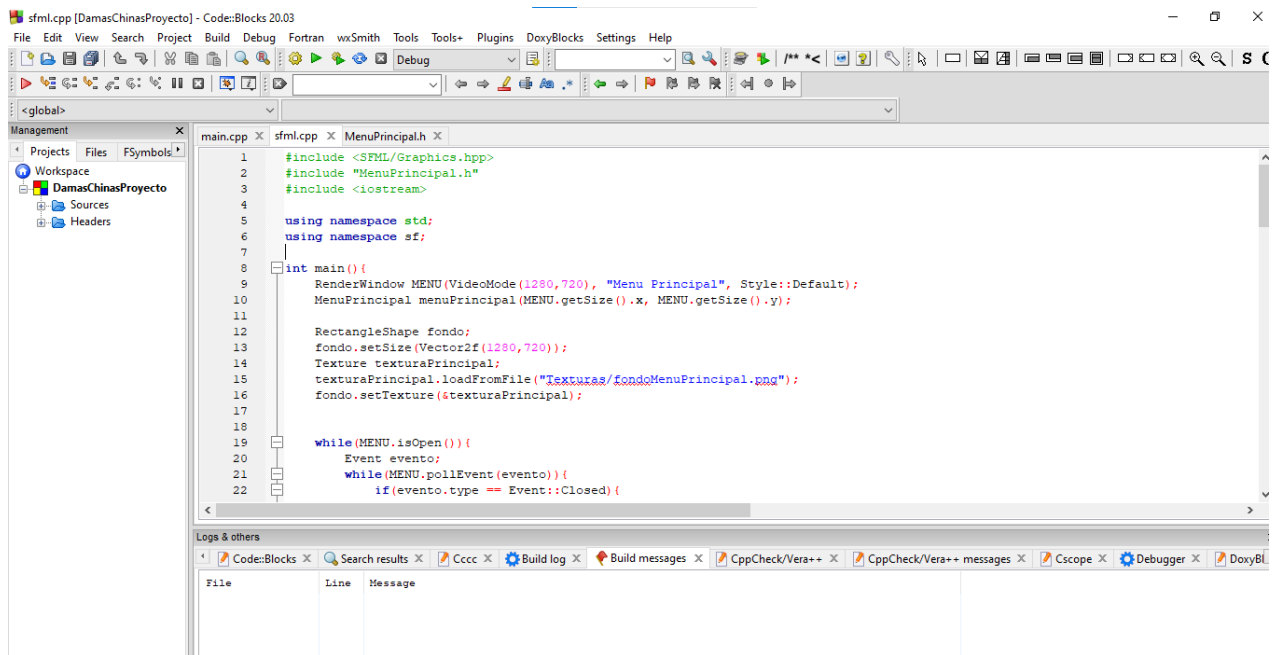 sfml.cpp [DamasChinasProyecto] - Code::Blocks 20.03
File Edit View Search Project Build Debug Fortran wxSmith Tools Tools+ Plugins DoxyBlocks Settings Help
Debug
/** *<
S
<global>
Management
Projects Files FSymbols
Workspace
DamasChinasProyecto
Sources
Headers
main.cpp sfml.cpp MenuPrincipal.h
1 #include <SFML/Graphics.hpp>
2 #include "MenuPrincipal.h"
3 #include <iostream>
4
5 using namespace std;
6 using namespace sf;
7
8 int main(){
9 RenderWindow MENU(VideoMode(1280,720), "Menu Principal", Style::Default);
10 MenuPrincipal menuPrincipal(MENU.getSize().x, MENU.getSize().y);
11
12 RectangleShape fondo;
13 fondo.setSize(Vector2f(1280,720));
14 Texture texturaPrincipal;
15 texturaPrincipal.loadFromFile("Texturas/fondoMenuPrincipal.png");
16 fondo.setTexture(&texturaPrincipal);
17
18
19 while(MENU.isOpen()){
20 Event evento;
21 while(MENU.pollEvent(evento)){
22 if(evento.type == Event::Closed){
Logs & others
Code::Blocks Search results Cccc Build log Build messages CppCheck/Vera++ CppCheck/Vera++ messages Cscope Debugger DoxyBl
File Line Message